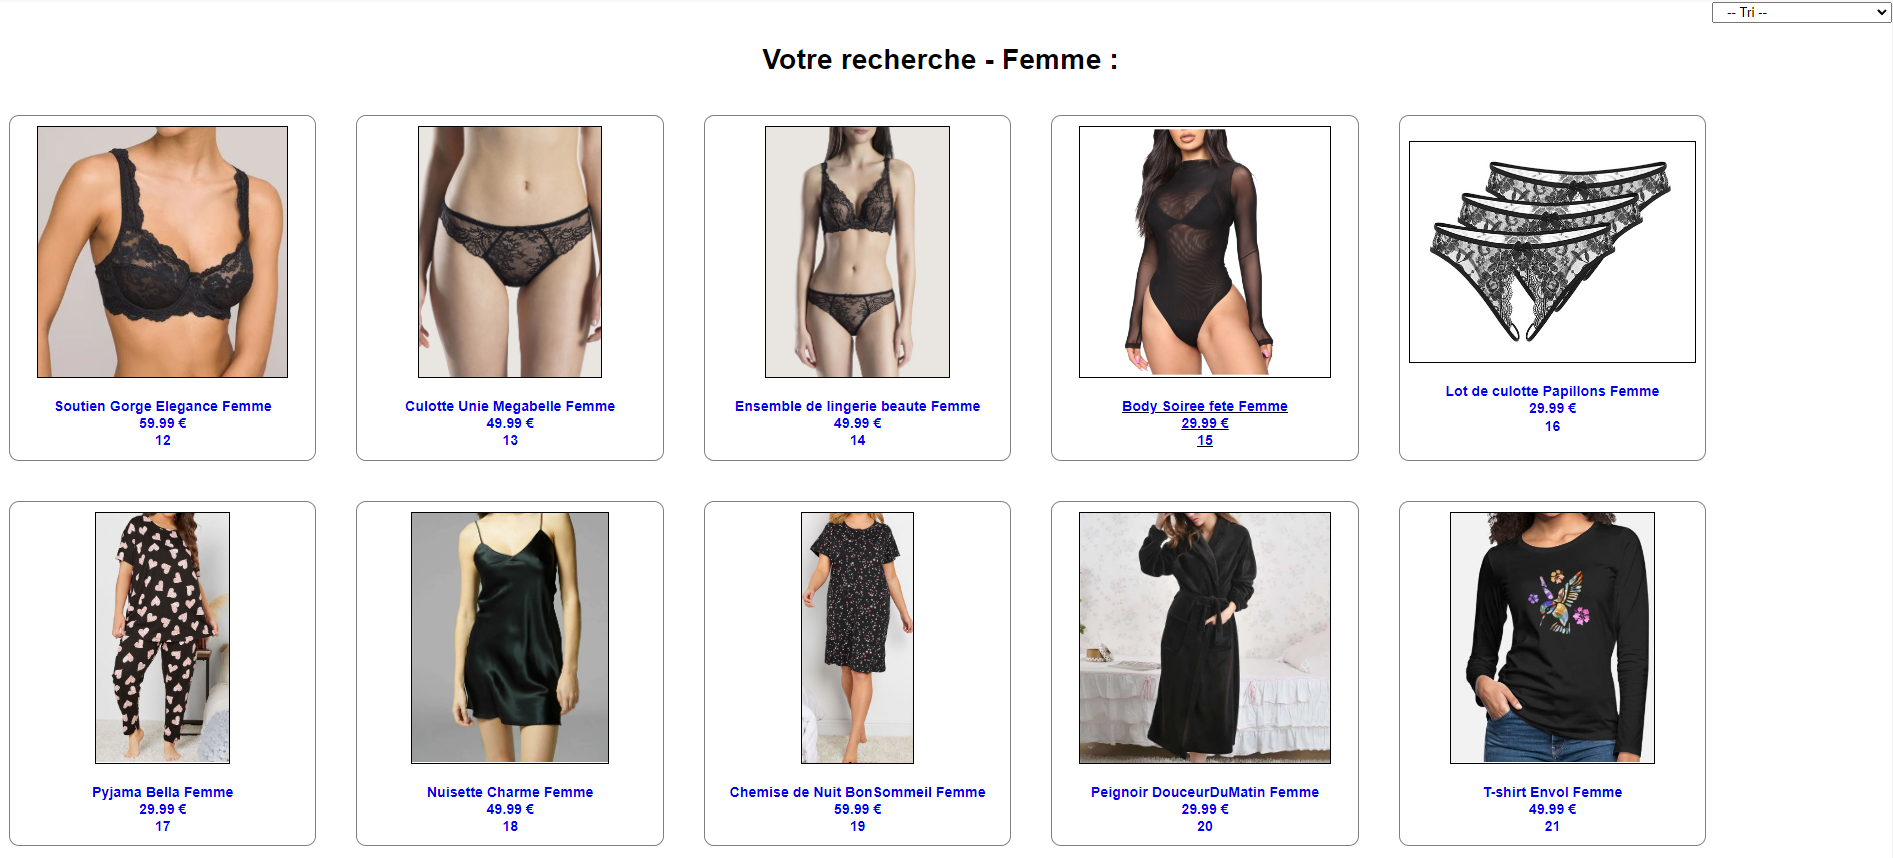 -- Tri --
Votre recherche - Femme :
Soutien Gorge Elegance Femme
59.99 €
12
Culotte Unie Megabelle Femme
49.99 €
13
Ensemble de lingerie beaute Femme
49.99 €
14
Body Soiree fete Femme
29.99 €
15
Lot de culotte Papillons Femme
29.99 €
16
Pyjama Bella Femme
29.99 €
17
Nuisette Charme Femme
49.99 €
18
Chemise de Nuit BonSommeil Femme
59.99 €
19
Peignoir DouceurDuMatin Femme
29.99 €
20
T-shirt Envol Femme
49.99 €
21